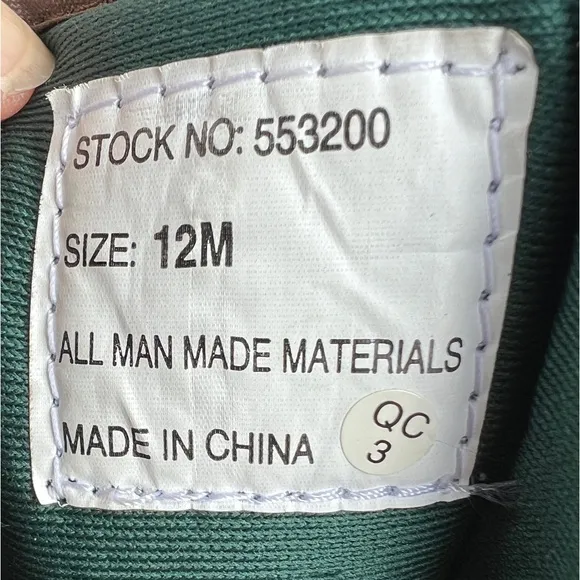 STOCK NO: 553200
SIZE: 12M
ALL MAN MADE MATERIALS
MADE IN CHINA
QC
3